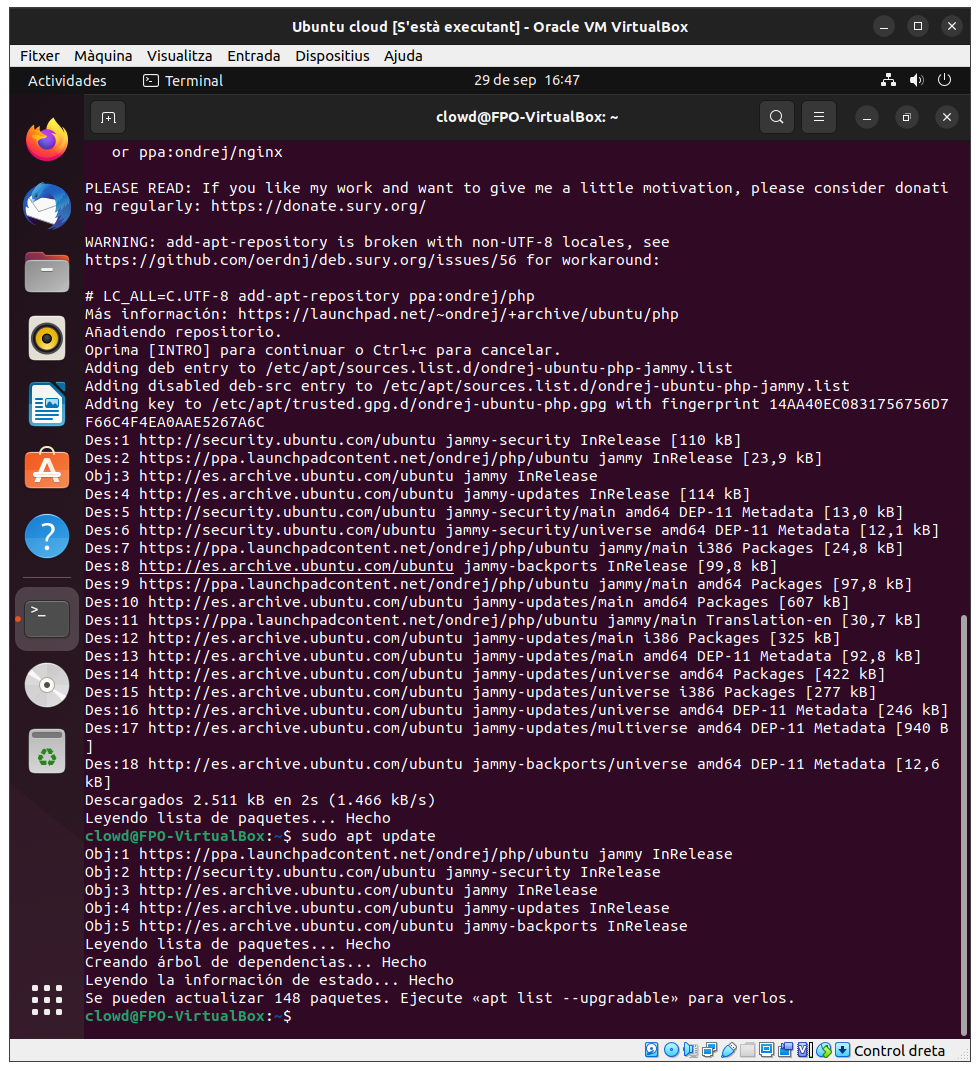 Ubuntu cloud [S'està executant] - Oracle VM VirtualBox
Fitxer Màquina Visualitza Entrada Dispositius Ajuda
Actividades Terminal 29 de sep 16:47
clowd@FPO-VirtualBox: ~
or ppa:ondrej/nginx
PLEASE READ: If you like my work and want to give me a little motivation, please consider donati
ng regularly: https://donate.sury.org/
WARNING: add-apt-repository is broken with non-UTF-8 locales, see
https://github.com/oerdnj/deb.sury.org/issues/56 for workaround:
# LC_ALL=C.UTF-8 add-apt-repository ppa:ondrej/php
Más información: https://launchpad.net/~ondrej/+archive/ubuntu/php
Añadiendo repositorio.
Oprima [INTRO] para continuar o Ctrl+c para cancelar.
Adding deb entry to /etc/apt/sources.list.d/ondrej-ubuntu-php-jammy.list
Adding disabled deb-src entry to /etc/apt/sources.list.d/ondrej-ubuntu-php-jammy.list
Adding key to /etc/apt/trusted.gpg.d/ondrej-ubuntu-php.gpg with fingerprint 14AA40EC0831756756D7
F66C4F4EA0AAE5267A6C
Des:1 http://security.ubuntu.com/ubuntu jammy-security InRelease [110 kB]
Des:2 https://ppa.launchpadcontent.net/ondrej/php/ubuntu jammy InRelease [23,9 kB]
Obj:3 http://es.archive.ubuntu.com/ubuntu jammy InRelease
Des:4 http://es.archive.ubuntu.com/ubuntu jammy-updates InRelease [114 kB]
Des:5 http://security.ubuntu.com/ubuntu jammy-security/main amd64 DEP-11 Metadata [13,0 kB]
Des:6 http://security.ubuntu.com/ubuntu jammy-security/universe amd64 DEP-11 Metadata [12,1 kB]
Des:7 https://ppa.launchpadcontent.net/ondrej/php/ubuntu jammy/main i386 Packages [24,8 kB]
Des:8 http://es.archive.ubuntu.com/ubuntu jammy-backports InRelease [99,8 kB]
Des:9 https://ppa.launchpadcontent.net/ondrej/php/ubuntu jammy/main amd64 Packages [97,8 kB]
Des:10 http://es.archive.ubuntu.com/ubuntu jammy-updates/main amd64 Packages [607 kB]
Des:11 https://ppa.launchpadcontent.net/ondrej/php/ubuntu jammy/main Translation-en [30,7 kB]
Des:12 http://es.archive.ubuntu.com/ubuntu jammy-updates/main i386 Packages [325 kB]
Des:13 http://es.archive.ubuntu.com/ubuntu jammy-updates/main amd64 DEP-11 Metadata [92,8 kB]
Des:14 http://es.archive.ubuntu.com/ubuntu jammy-updates/universe amd64 Packages [422 kB]
Des:15 http://es.archive.ubuntu.com/ubuntu jammy-updates/universe i386 Packages [277 kB]
Des:16 http://es.archive.ubuntu.com/ubuntu jammy-updates/universe amd64 DEP-11 Metadata [246 kB]
Des:17 http://es.archive.ubuntu.com/ubuntu jammy-updates/multiverse amd64 DEP-11 Metadata [940 B
]
Des:18 http://es.archive.ubuntu.com/ubuntu jammy-backports/universe amd64 DEP-11 Metadata [12,6
kB]
Descargados 2.511 kB en 2s (1.466 kB/s)
Leyendo lista de paquetes... Hecho
clowd@FPO-VirtualBox:~$ sudo apt update
Obj:1 https://ppa.launchpadcontent.net/ondrej/php/ubuntu jammy InRelease
Obj:2 http://security.ubuntu.com/ubuntu jammy-security InRelease
Obj:3 http://es.archive.ubuntu.com/ubuntu jammy InRelease
Obj:4 http://es.archive.ubuntu.com/ubuntu jammy-updates InRelease
Obj:5 http://es.archive.ubuntu.com/ubuntu jammy-backports InRelease
Leyendo lista de paquetes... Hecho
Creando árbol de dependencias... Hecho
Leyendo la información de estado... Hecho
Se pueden actualizar 148 paquetes. Ejecute «apt list --upgradable» para verlos.
clowd@FPO-VirtualBox:~$
Control dreta